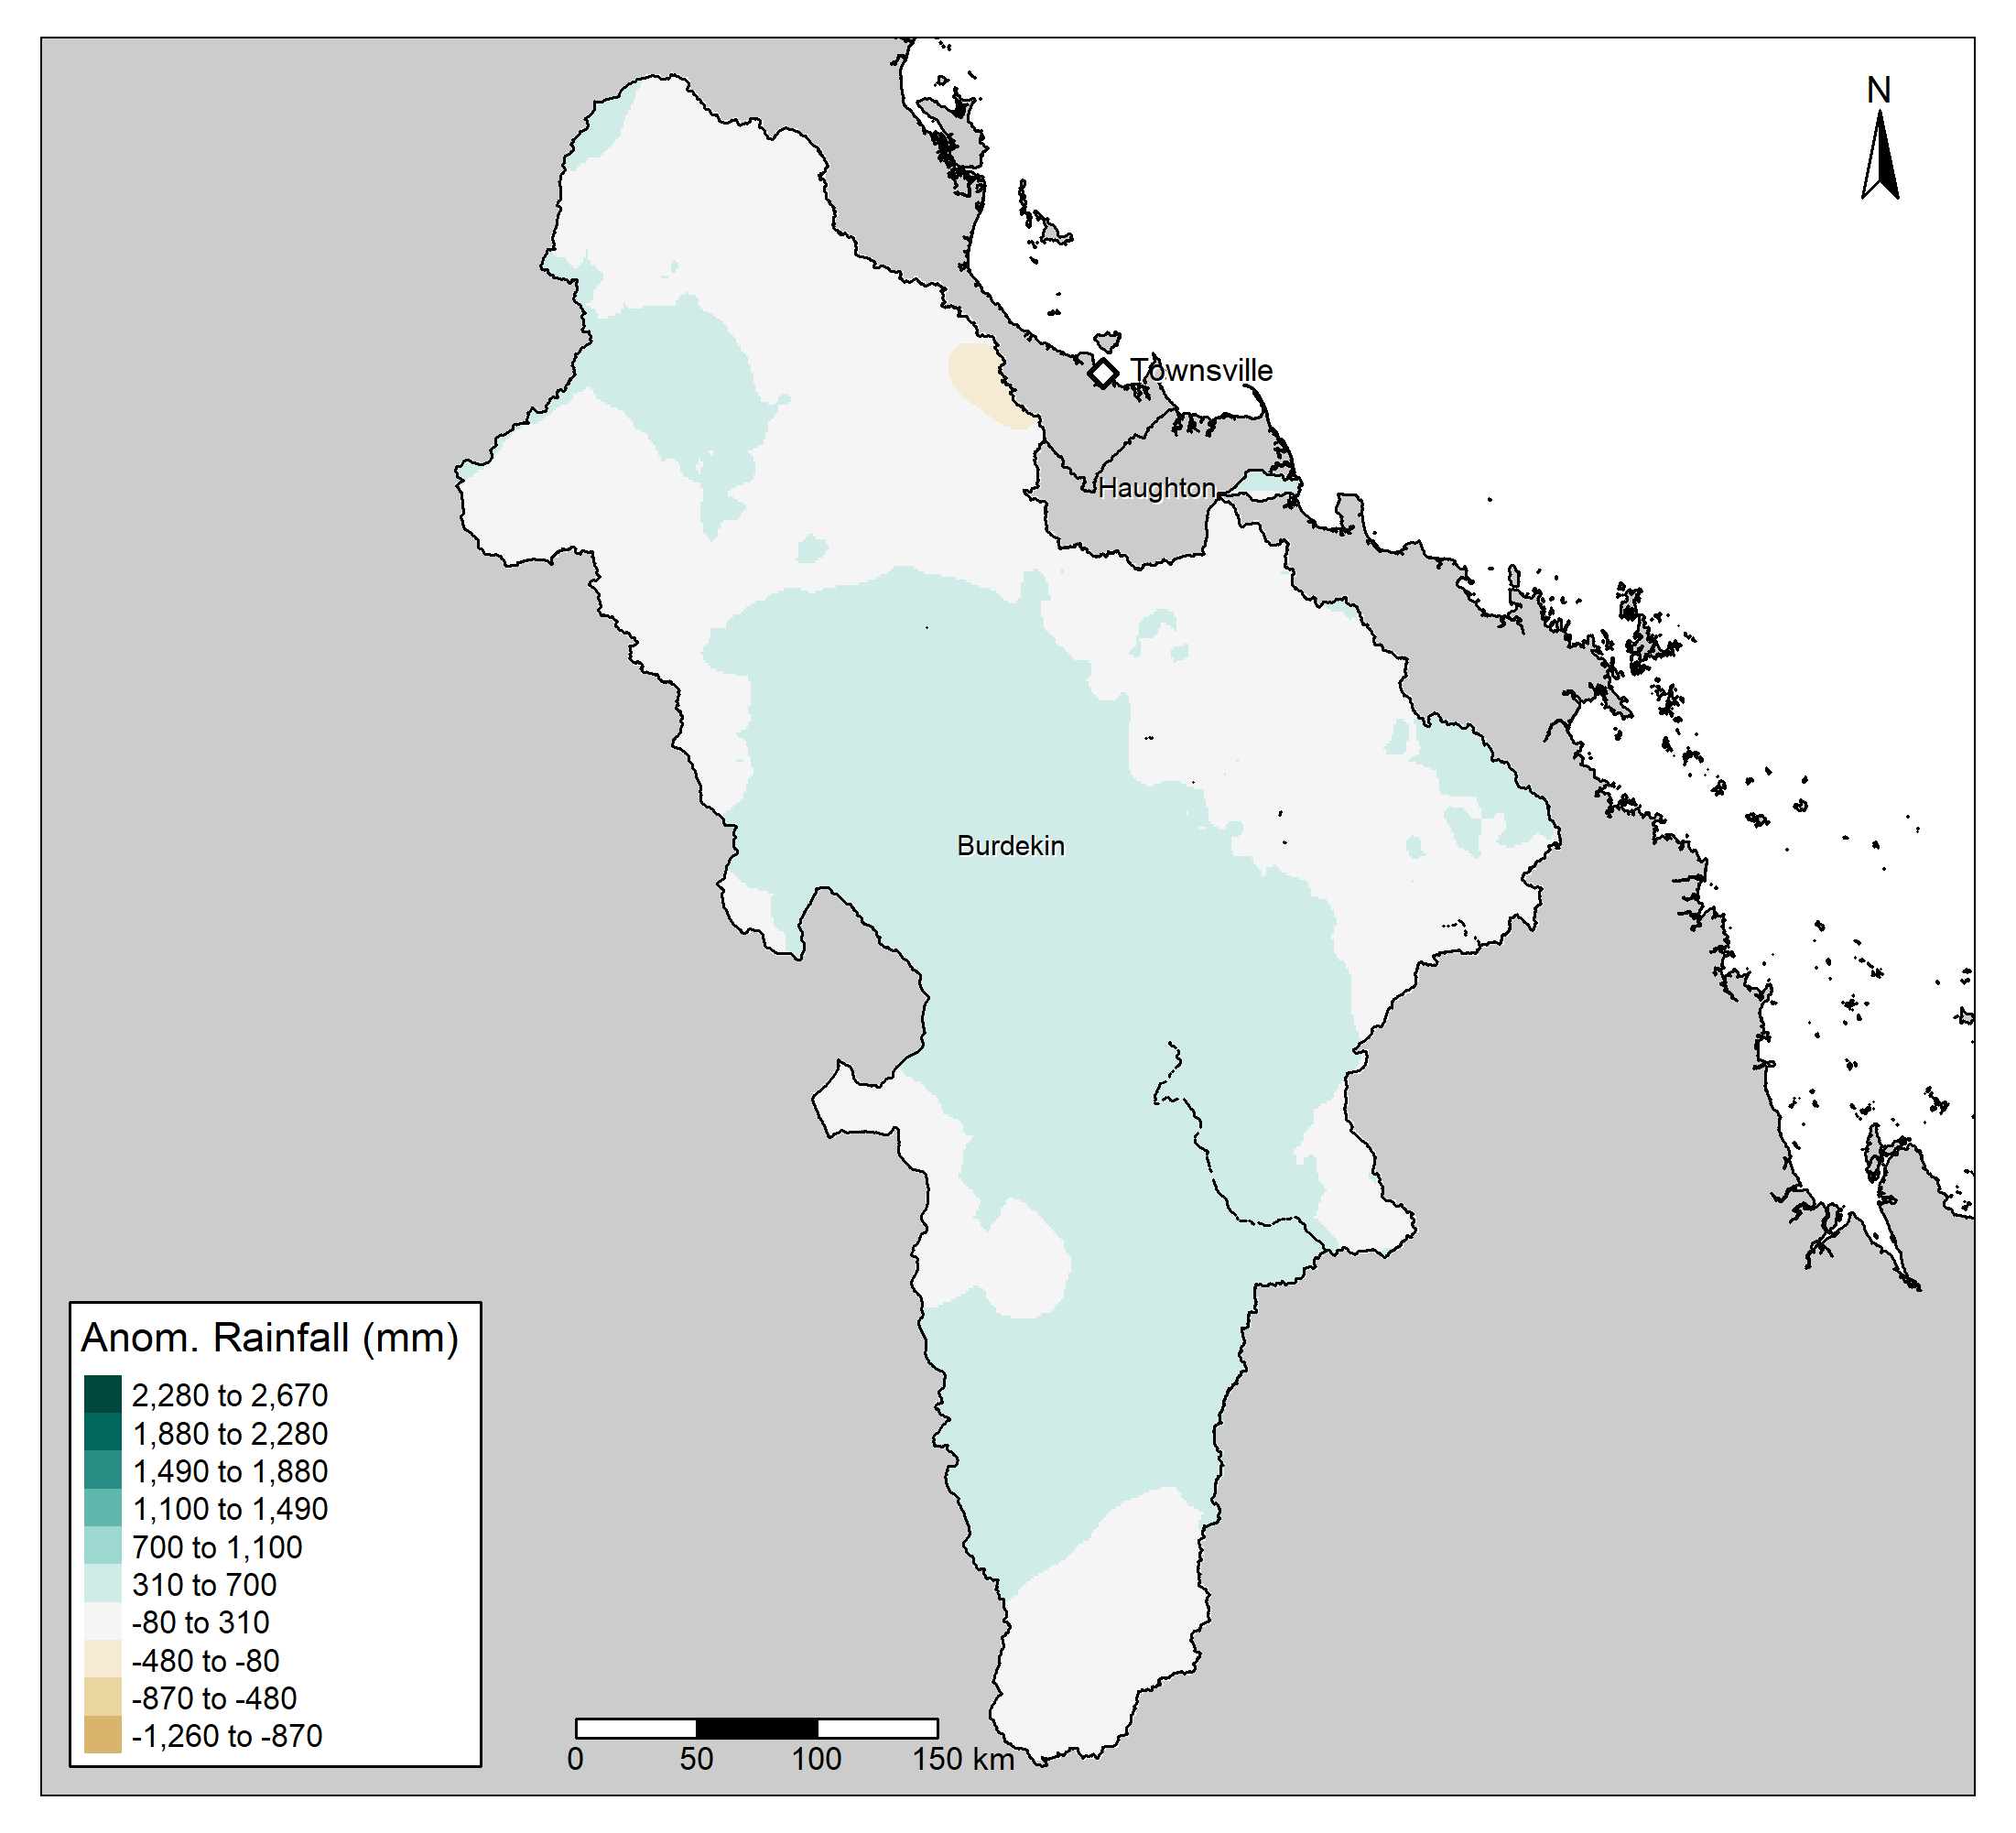 N
Townsville
Haughton
Burdekin
Anom. Rainfall (mm)
2,280 to 2,670
1,880 to 2,280
1,490 to 1,880
1,100 to 1,490
700 to 1,100
310 to 700
-80 to 310
-480 to -80
-870 to -480
-1,260 to -870
0 50 100 150 km